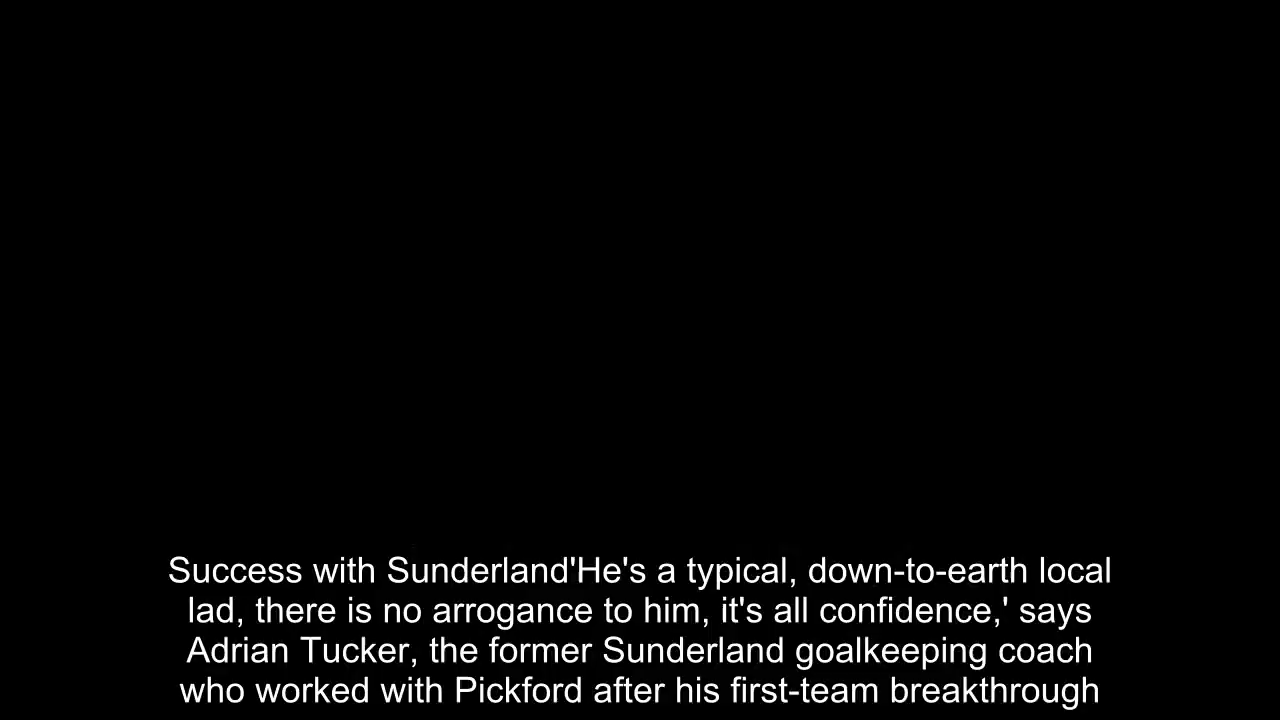 Success with Sunderland'He's a typical, down-to-earth local
lad, there is no arrogance to him, it's all confidence,' says
Adrian Tucker, the former Sunderland goalkeeping coach
who worked with Pickford after his first-team breakthrough